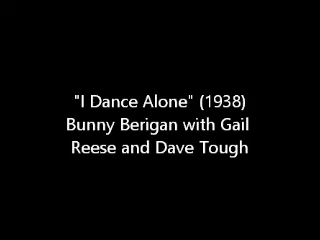 "I Dance Alone" (1938)
Bunny Berigan with Gail
Reese and Dave Tough